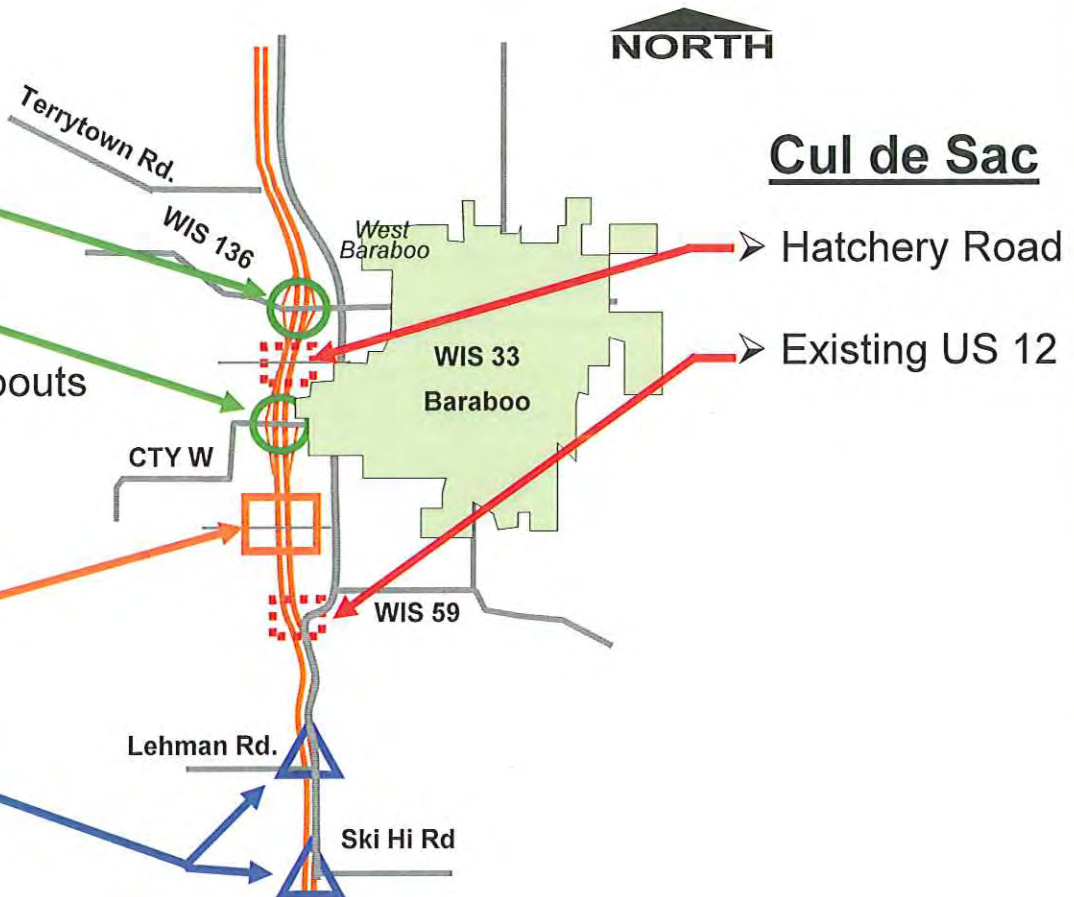 NORTH
Terrytown Rd.
Cul de Sac
WIS 136
West
Baraboo
Hatchery Road
WIS 33
Existing US 12
bouts
Baraboo
CTY W
WIS 59
Lehman Rd.
Ski Hi Rd